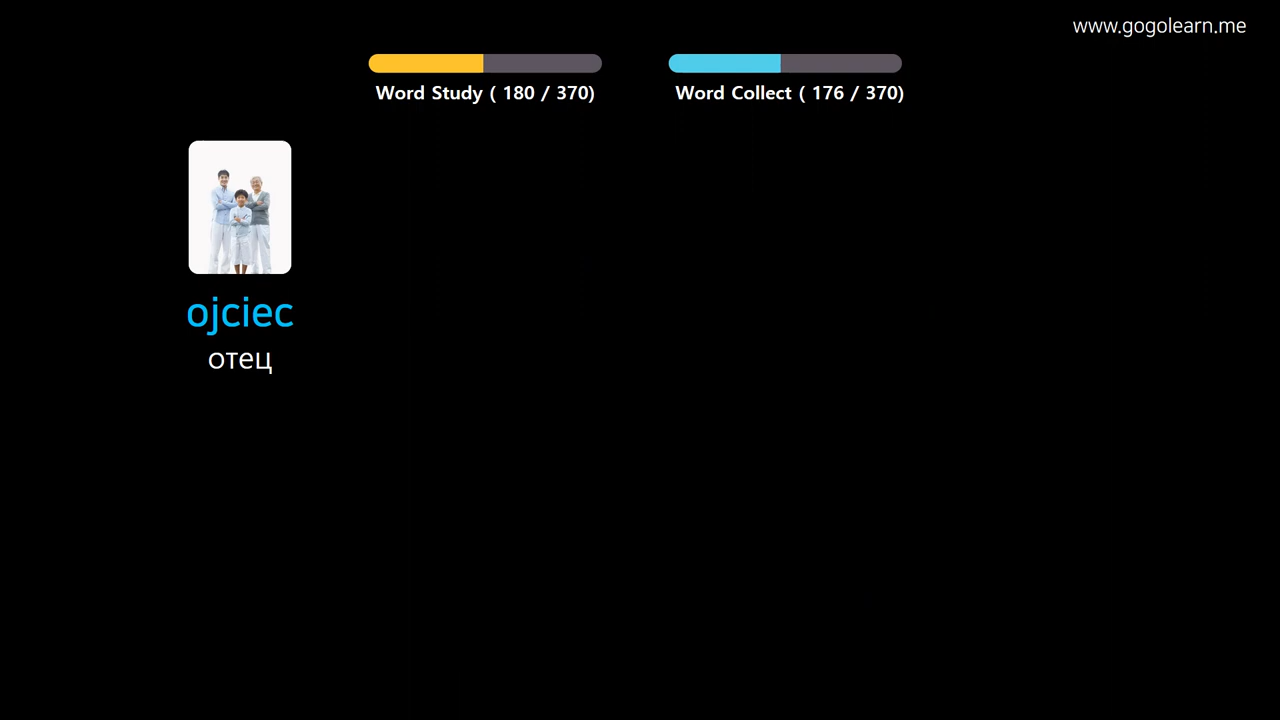 www.gogolearn.me
Word Study ( 180 / 370)
Word Collect ( 176 / 370)
ojciec
отец